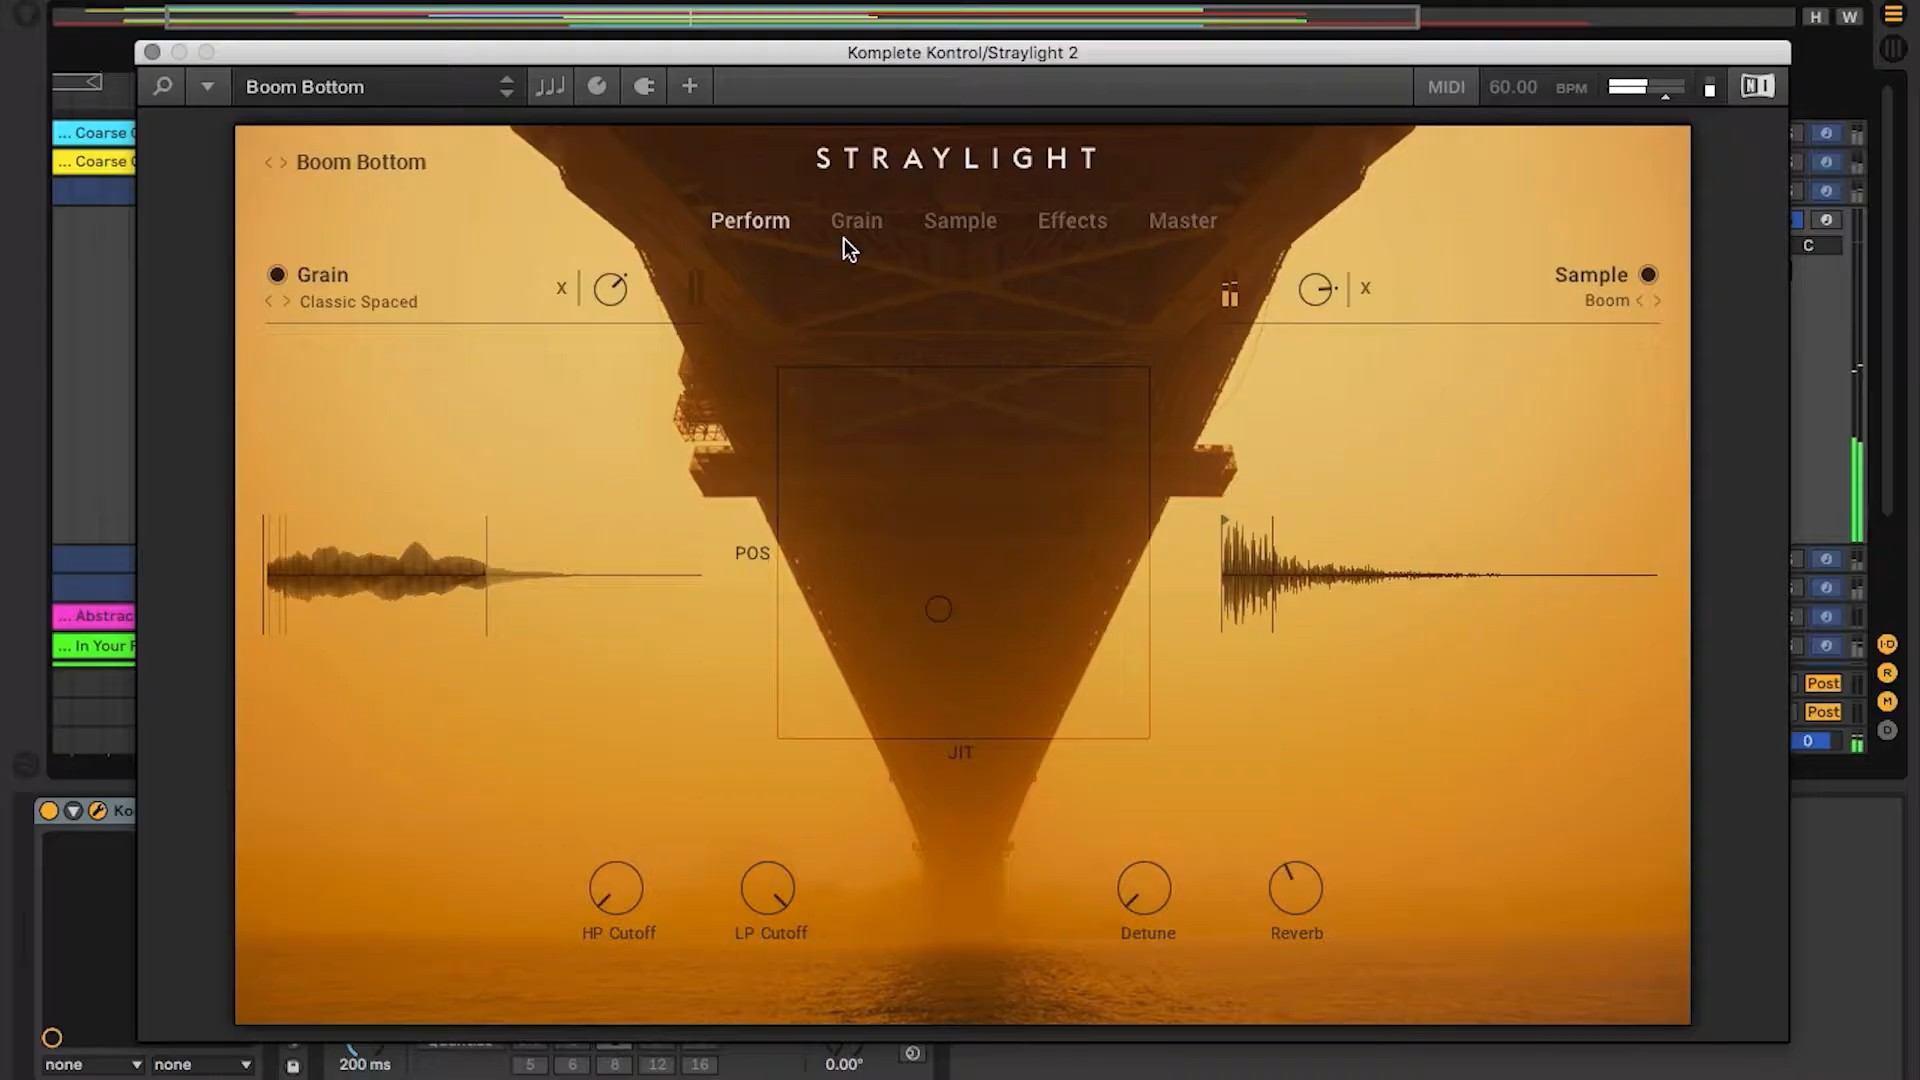 H W
Komplete Kontrol/Straylight 2
Boom Bottom
MIDI 60.00 BPM
... Coarse
... Coarse
Boom Bottom
STRAYLIGHT
Perform Grain Sample Effects Master
C
Grain
Classic Spaced
X
X
Sample
Boom
POS
JIT
... Abstrac
... In Your
I·D
R
M
D
Post
Post
0
HP Cutoff
LP Cutoff
Detune
Reverb
Ko
none none
200 ms
5 6 8 12 16
0.00°